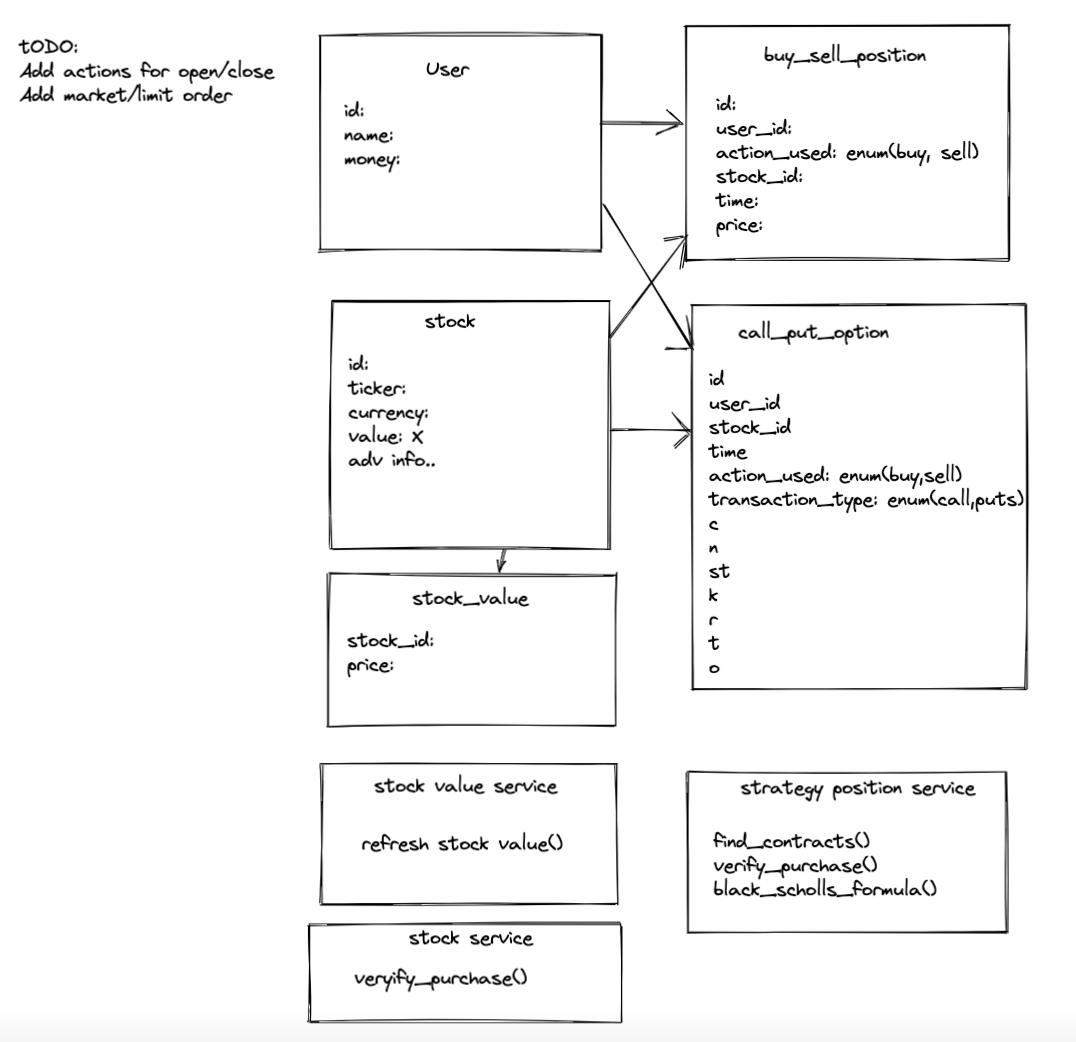 tODO:
Add actions for open/close
Add market/limit order
User
id:
name:
money:
buy_sell_position
id:
user_id:
action_used: enum(buy, sell)
stock_id:
time:
price:
stock
id:
ticker:
currency:
value: X
adv info..
call_put_option
id
user_id
stock_id
time
action_used: enum(buy,sell)
transaction_type: enum(call,puts)
c
n
st
k
r
t
o
stock_value
stock_id:
price:
stock value service
refresh stock value()
strategy position service
find_contracts()
verify_purchase()
black_scholls_formula()
stock service
veryify_purchase()